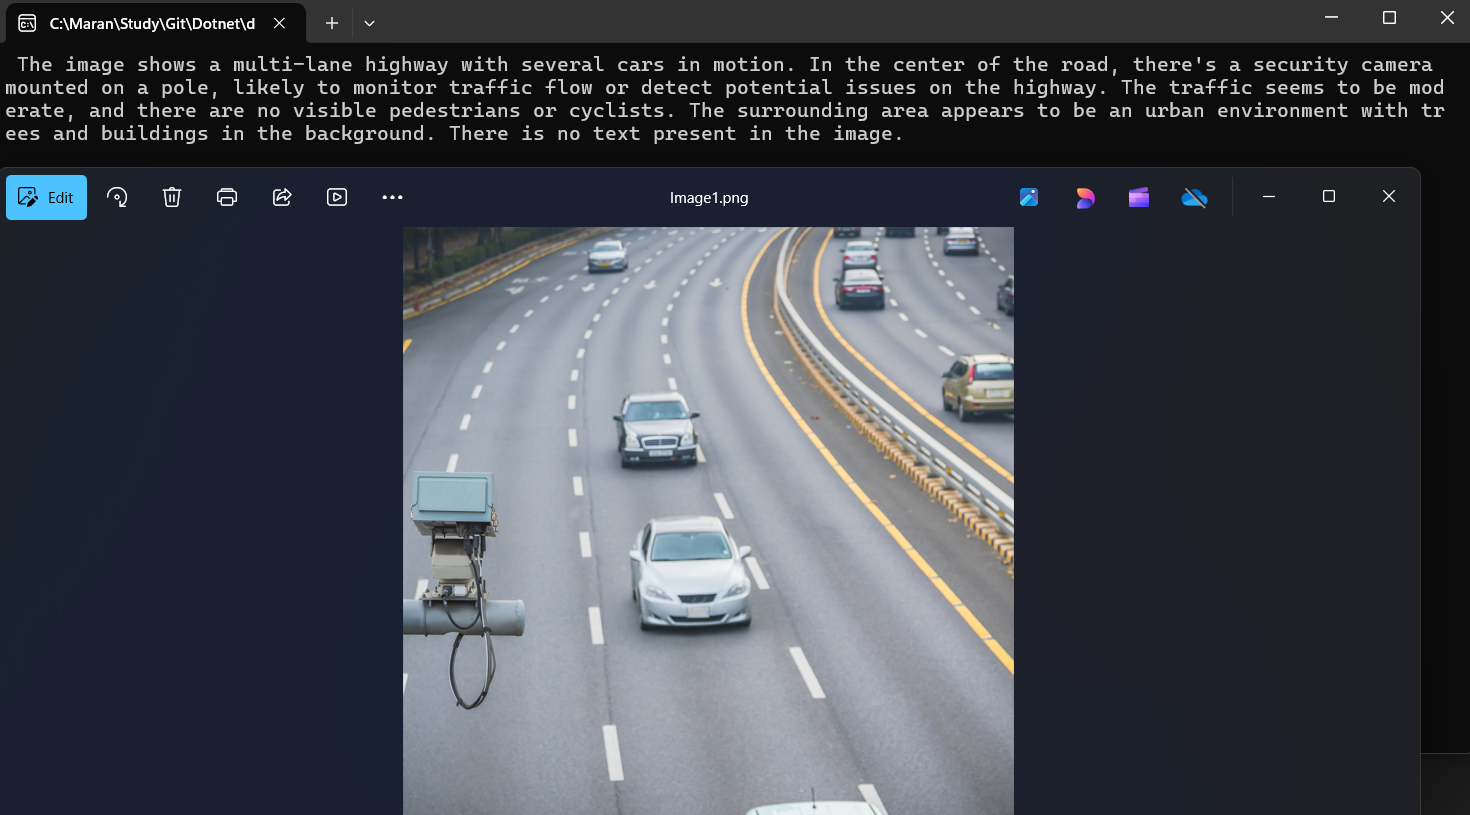 C:\Maran\Study\Git\Dotnet\d
The image shows a multi-lane highway with several cars in motion. In the center of the road, there's a security camera
mounted on a pole, likely to monitor traffic flow or detect potential issues on the highway. The traffic seems to be mod
erate, and there are no visible pedestrians or cyclists. The surrounding area appears to be an urban environment with tr
ees and buildings in the background. There is no text present in the image.
Edit
Image1.png